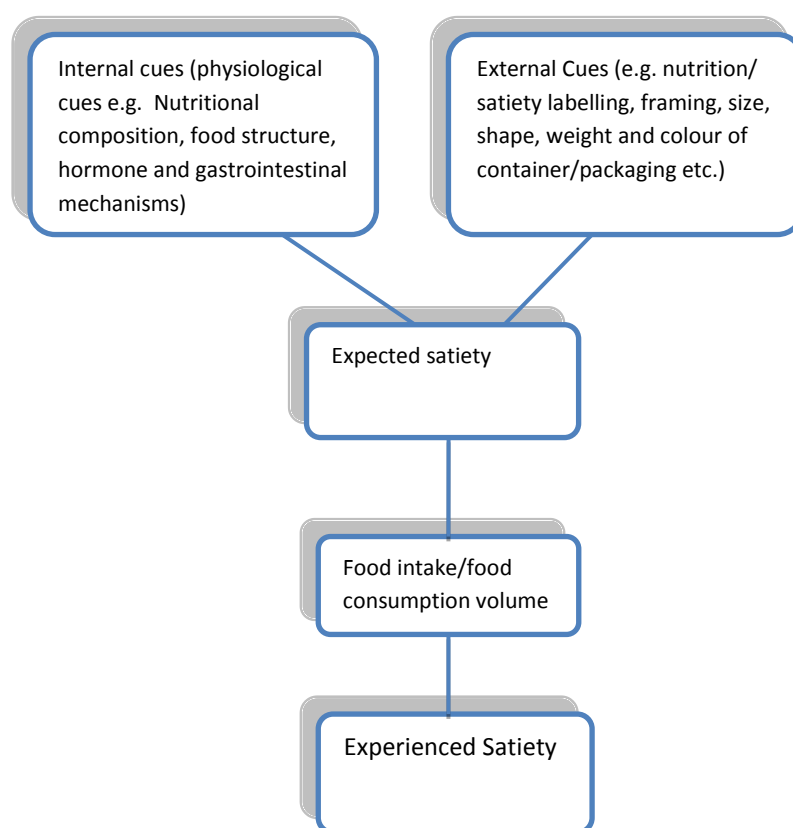 Internal cues (physiological
cues e.g.  Nutritional
composition, food structure,
hormone and gastrointestinal
mechanisms)
External Cues (e.g. nutrition/
satiety labelling, framing, size,
shape, weight and colour of
container/packaging etc.)
Expected satiety
Food intake/food
consumption volume
Experienced Satiety